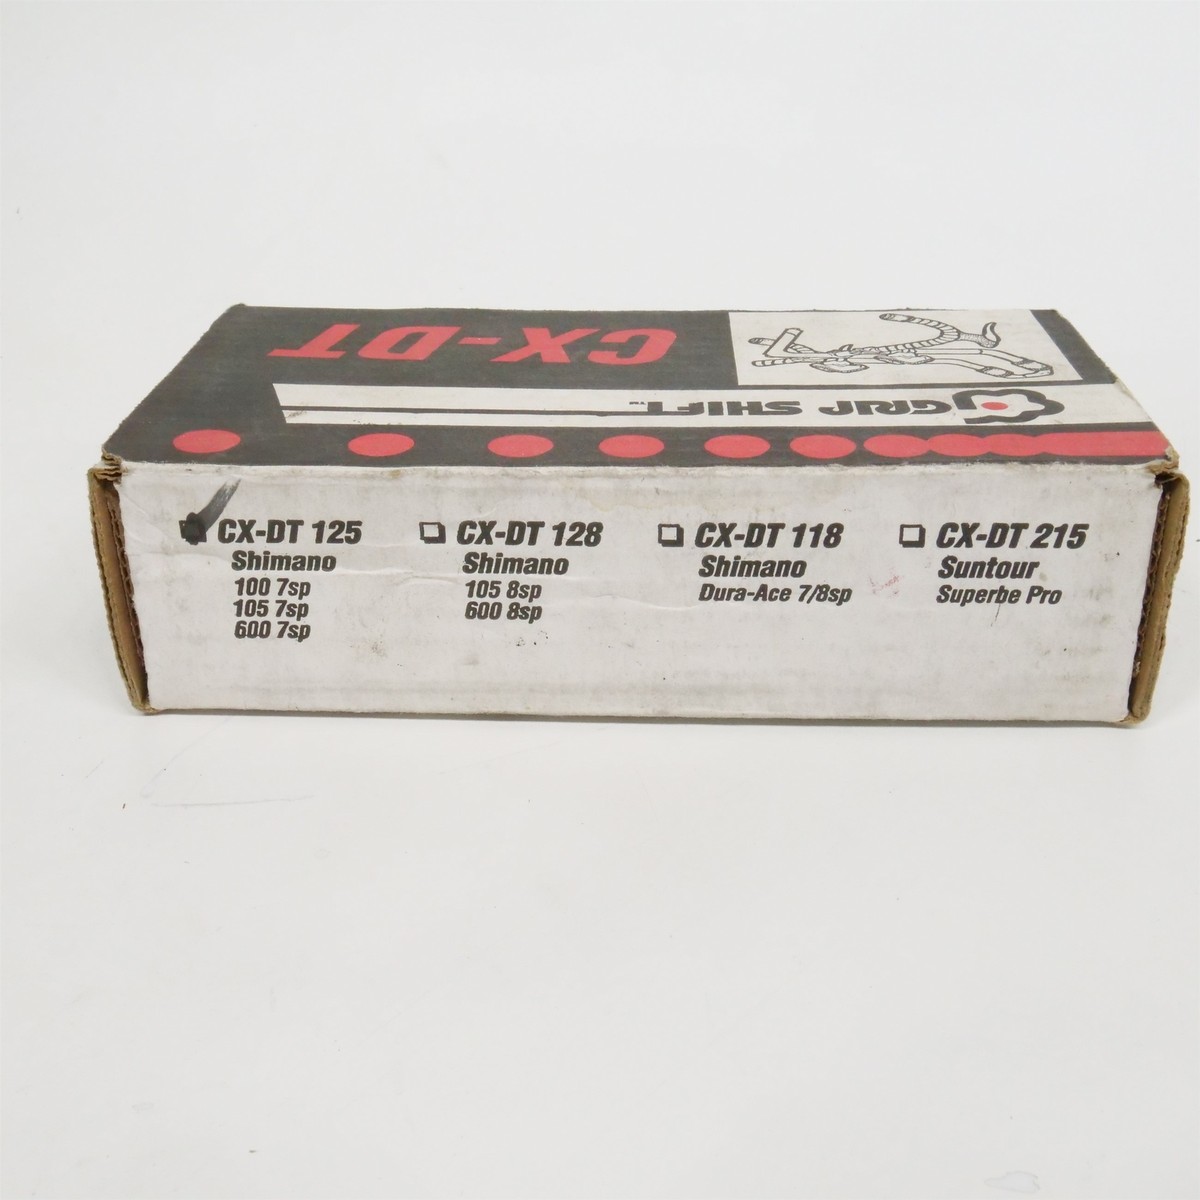 CX-DT
GRIP SHIFT™
CX-DT 125
Shimano
100 7sp
105 7sp
600 7sp
CX-DT 128
Shimano
105 8sp
600 8sp
CX-DT 118
Shimano
Dura-Ace 7/8sp
CX-DT 215
Suntour
Superbe Pro